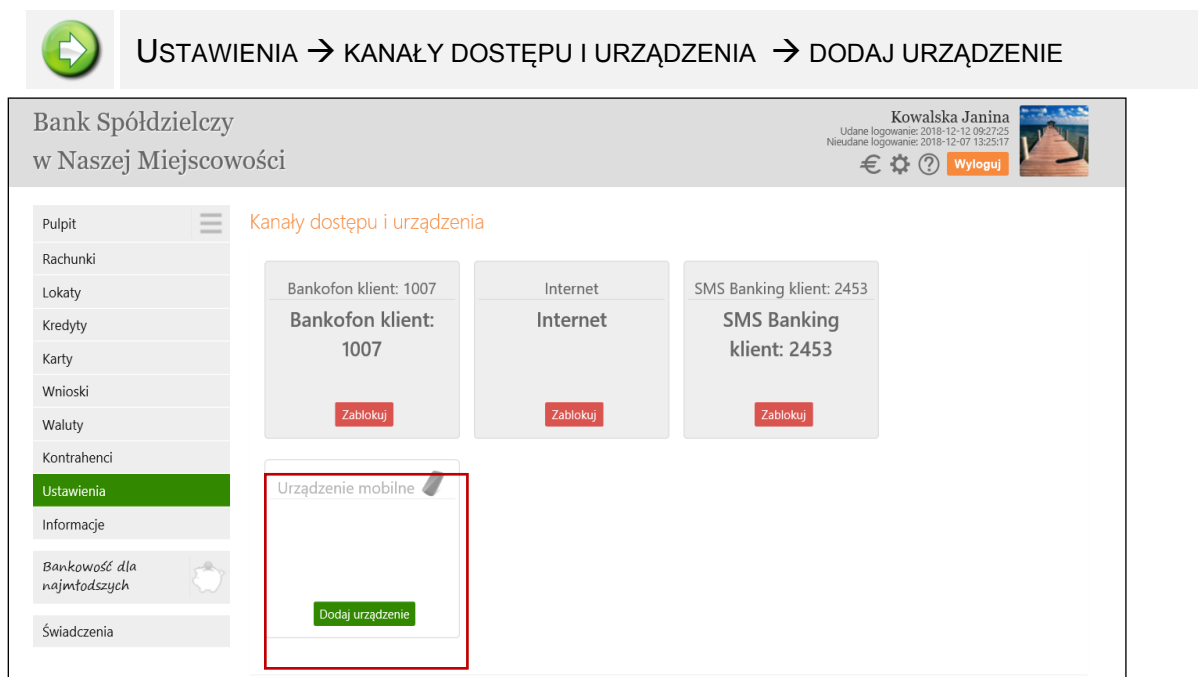 USTAWIENIA → KANAŁY DOSTĘPU I URZĄDZENIA → DODAJ URZĄDZENIE
Bank Spółdzielczy
w Naszej Miejscowości
Kowalska Janina
Udane logowanie: 2018-12-12 09:27:25
Nieudane logowanie: 2018-12-07 13:25:17
Wyloguj
Pulpit
Rachunki
Lokaty
Kredyty
Karty
Wnioski
Waluty
Kontrahenci
Ustawienia
Informacje
Bankowość dla
najmłodszych
Świadczenia
Kanały dostępu i urządzenia
Bankofon klient: 1007
Bankofon klient:
1007
Zablokuj
Internet
Internet
Zablokuj
SMS Banking klient: 2453
SMS Banking
klient: 2453
Zablokuj
Urządzenie mobilne
Dodaj urządzenie